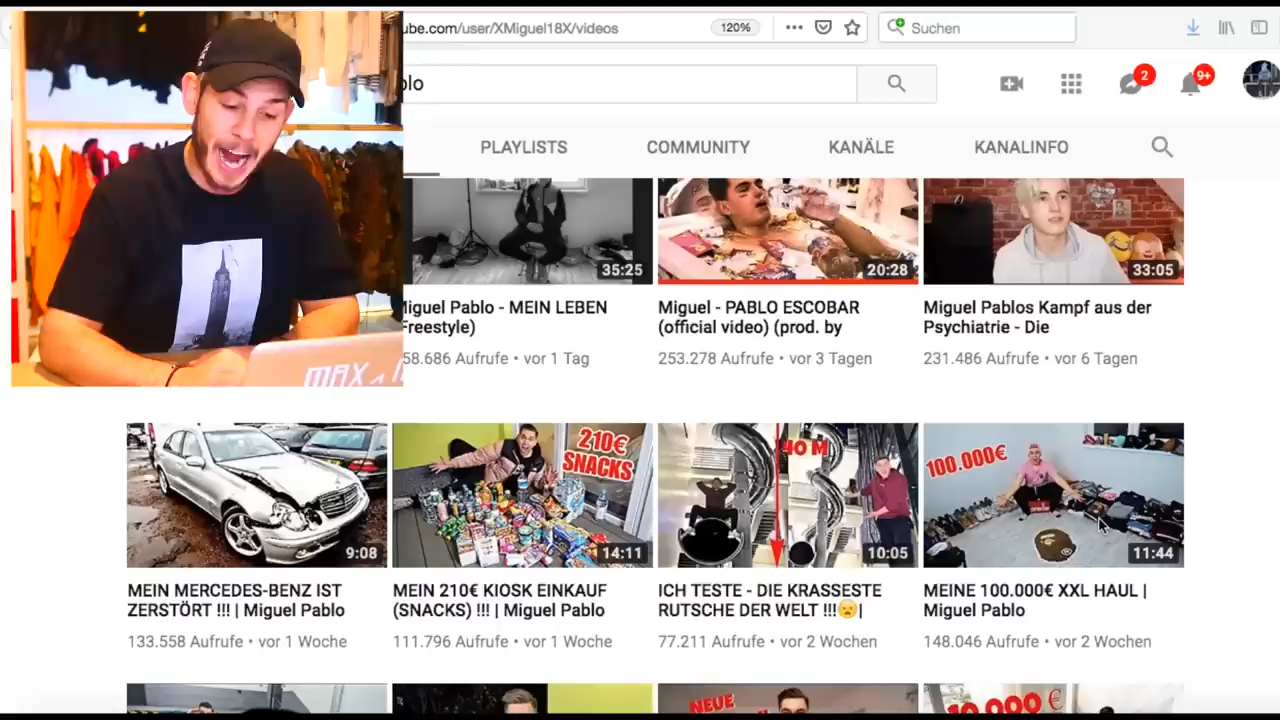 ube.com/user/XMiguel18X/videos
120%
Suchen
blo
2
9+
PLAYLISTS
COMMUNITY
KANÄLE
KANALINFO
35:25
20:28
33:05
Miguel Pablo - MEIN LEBEN
Freestyle)
58.686 Aufrufe • vor 1 Tag
Miguel - PABLO ESCOBAR
(official video) (prod. by
253.278 Aufrufe • vor 3 Tagen
Miguel Pablos Kampf aus der
Psychiatrie - Die
231.486 Aufrufe • vor 6 Tagen
MAX
9:08
210€
SNACKS
14:11
40 M
10:05
100.000€
11:44
MEIN MERCEDES-BENZ IST
ZERSTÖRT !!! | Miguel Pablo
133.558 Aufrufe • vor 1 Woche
MEIN 210€ KIOSK EINKAUF
(SNACKS) !!! | Miguel Pablo
111.796 Aufrufe • vor 1 Woche
ICH TESTE - DIE KRASSESTE
RUTSCHE DER WELT !!!😦|
77.211 Aufrufe • vor 2 Wochen
MEINE 100.000€ XXL HAUL |
Miguel Pablo
148.046 Aufrufe • vor 2 Wochen
NEUE
10.000 €